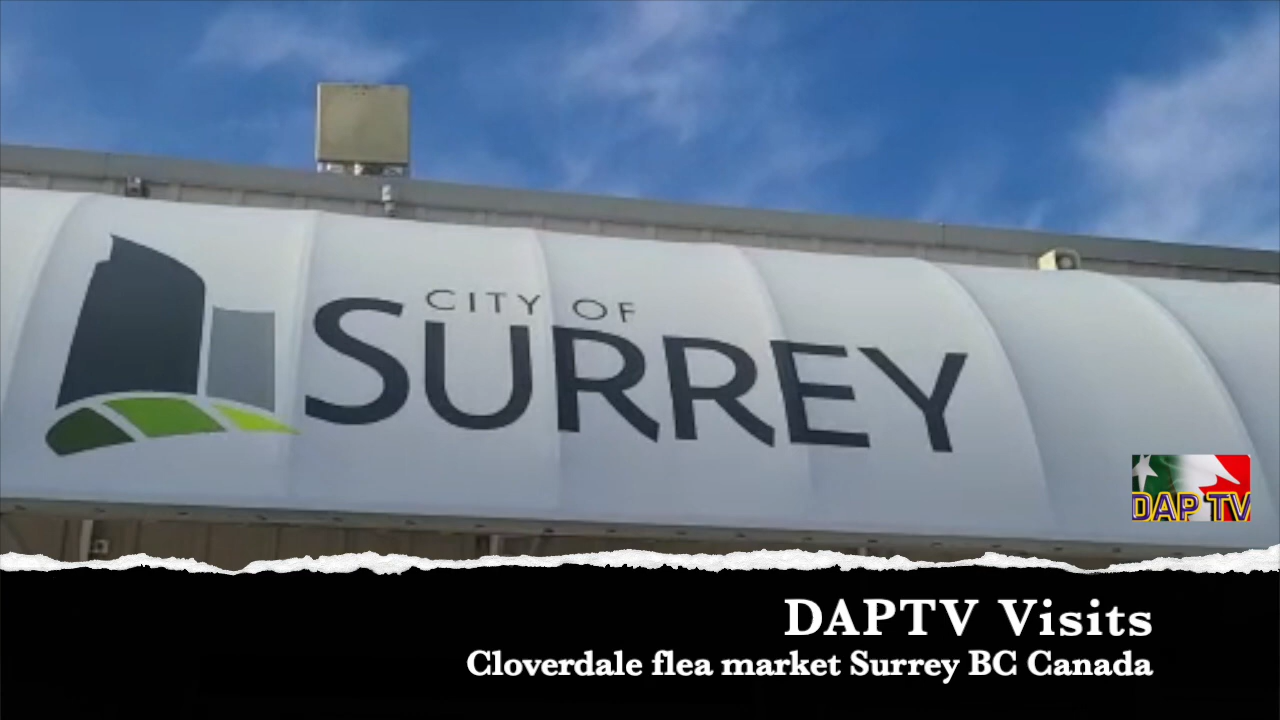 CITY OF
SURREY
DAP TV
DAPTV Visits
Cloverdale flea market Surrey BC Canada